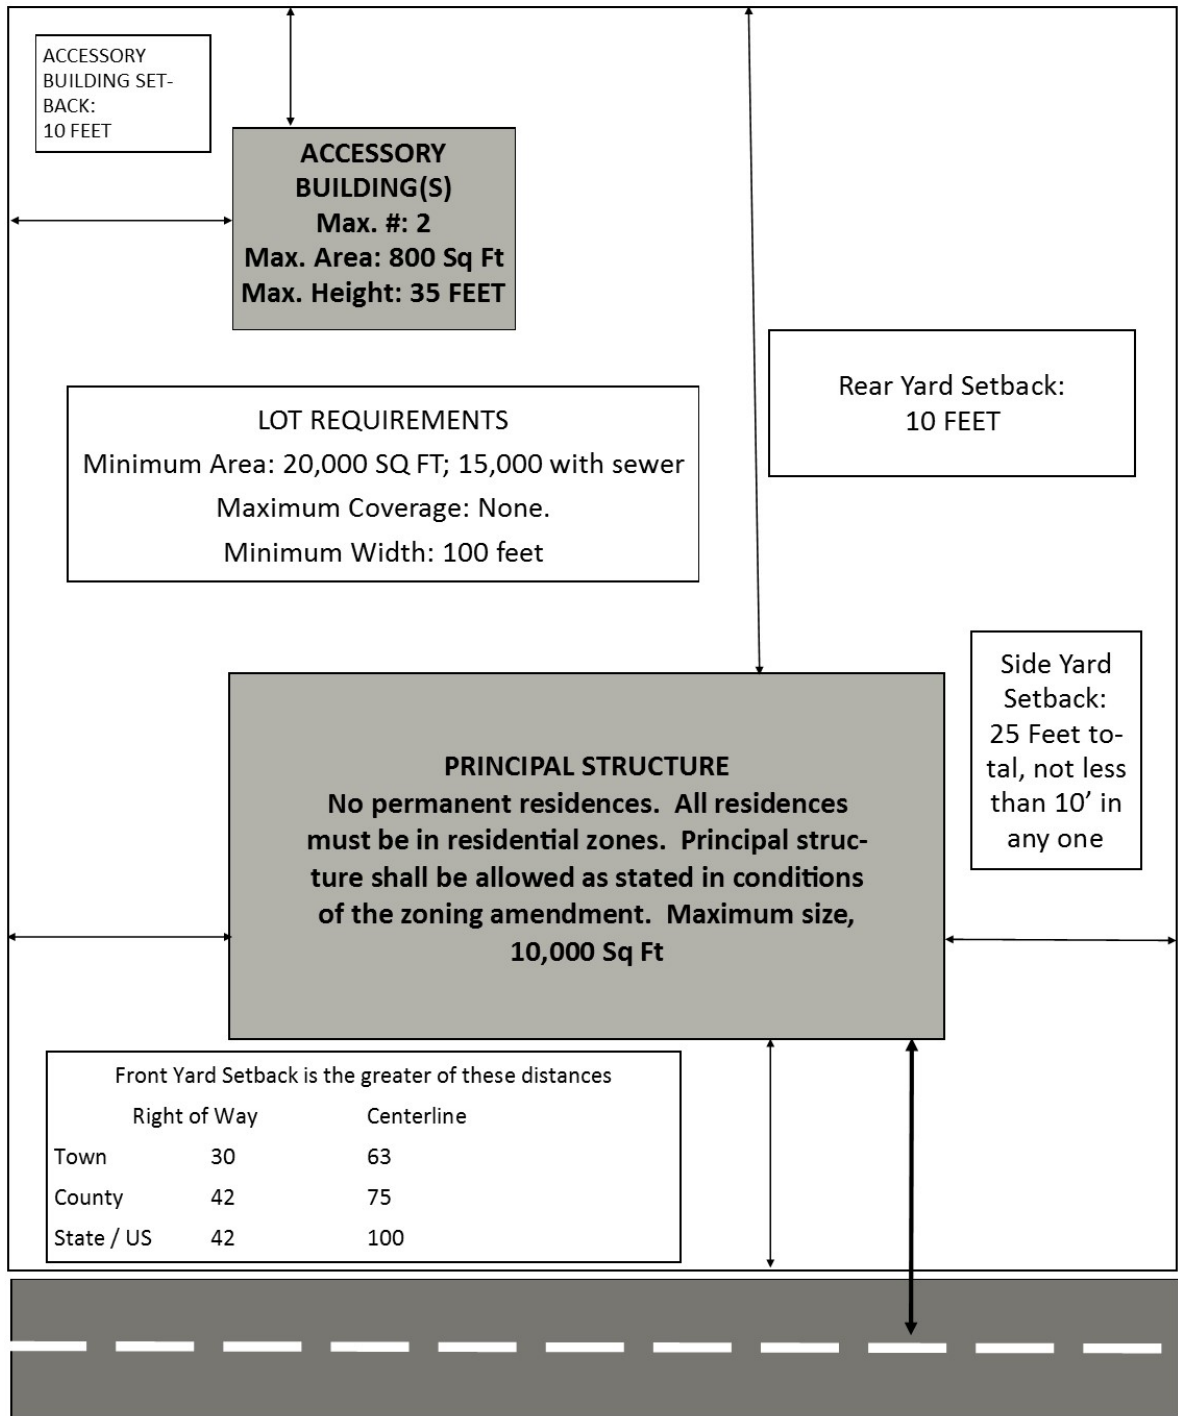 ACCESSORY
BUILDING SET-
BACK:
10 FEET
ACCESSORY
BUILDING(S)
Max. #: 2
Max. Area: 800 Sq Ft
Max. Height: 35 FEET
Rear Yard Setback:
10 FEET
LOT REQUIREMENTS
Minimum Area: 20,000 SQ FT; 15,000 with sewer
Maximum Coverage: None.
Minimum Width: 100 feet
Side Yard
Setback:
25 Feet to-
tal, not less
than 10’ in
any one
PRINCIPAL STRUCTURE
No permanent residences.  All residences
must be in residential zones.  Principal struc-
ture shall be allowed as stated in conditions
of the zoning amendment.  Maximum size,
10,000 Sq Ft
Front Yard Setback is the greater of these distances
Right of Way Centerline
Town 30 63
County 42 75
State / US 42 100